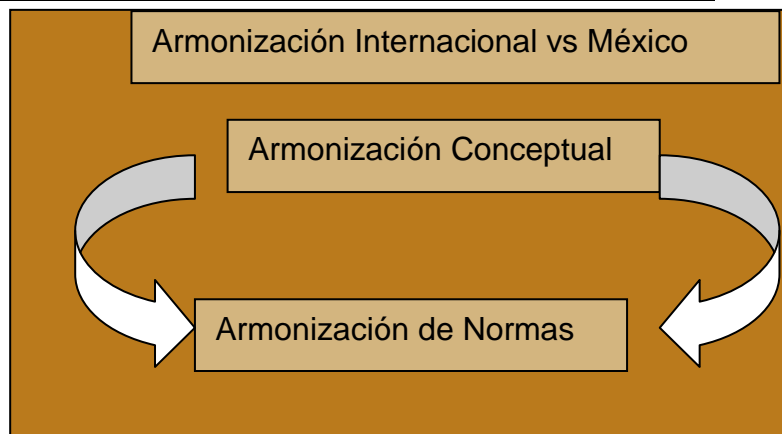 Armonización Internacional vs México
Armonización Conceptual
Armonización de Normas